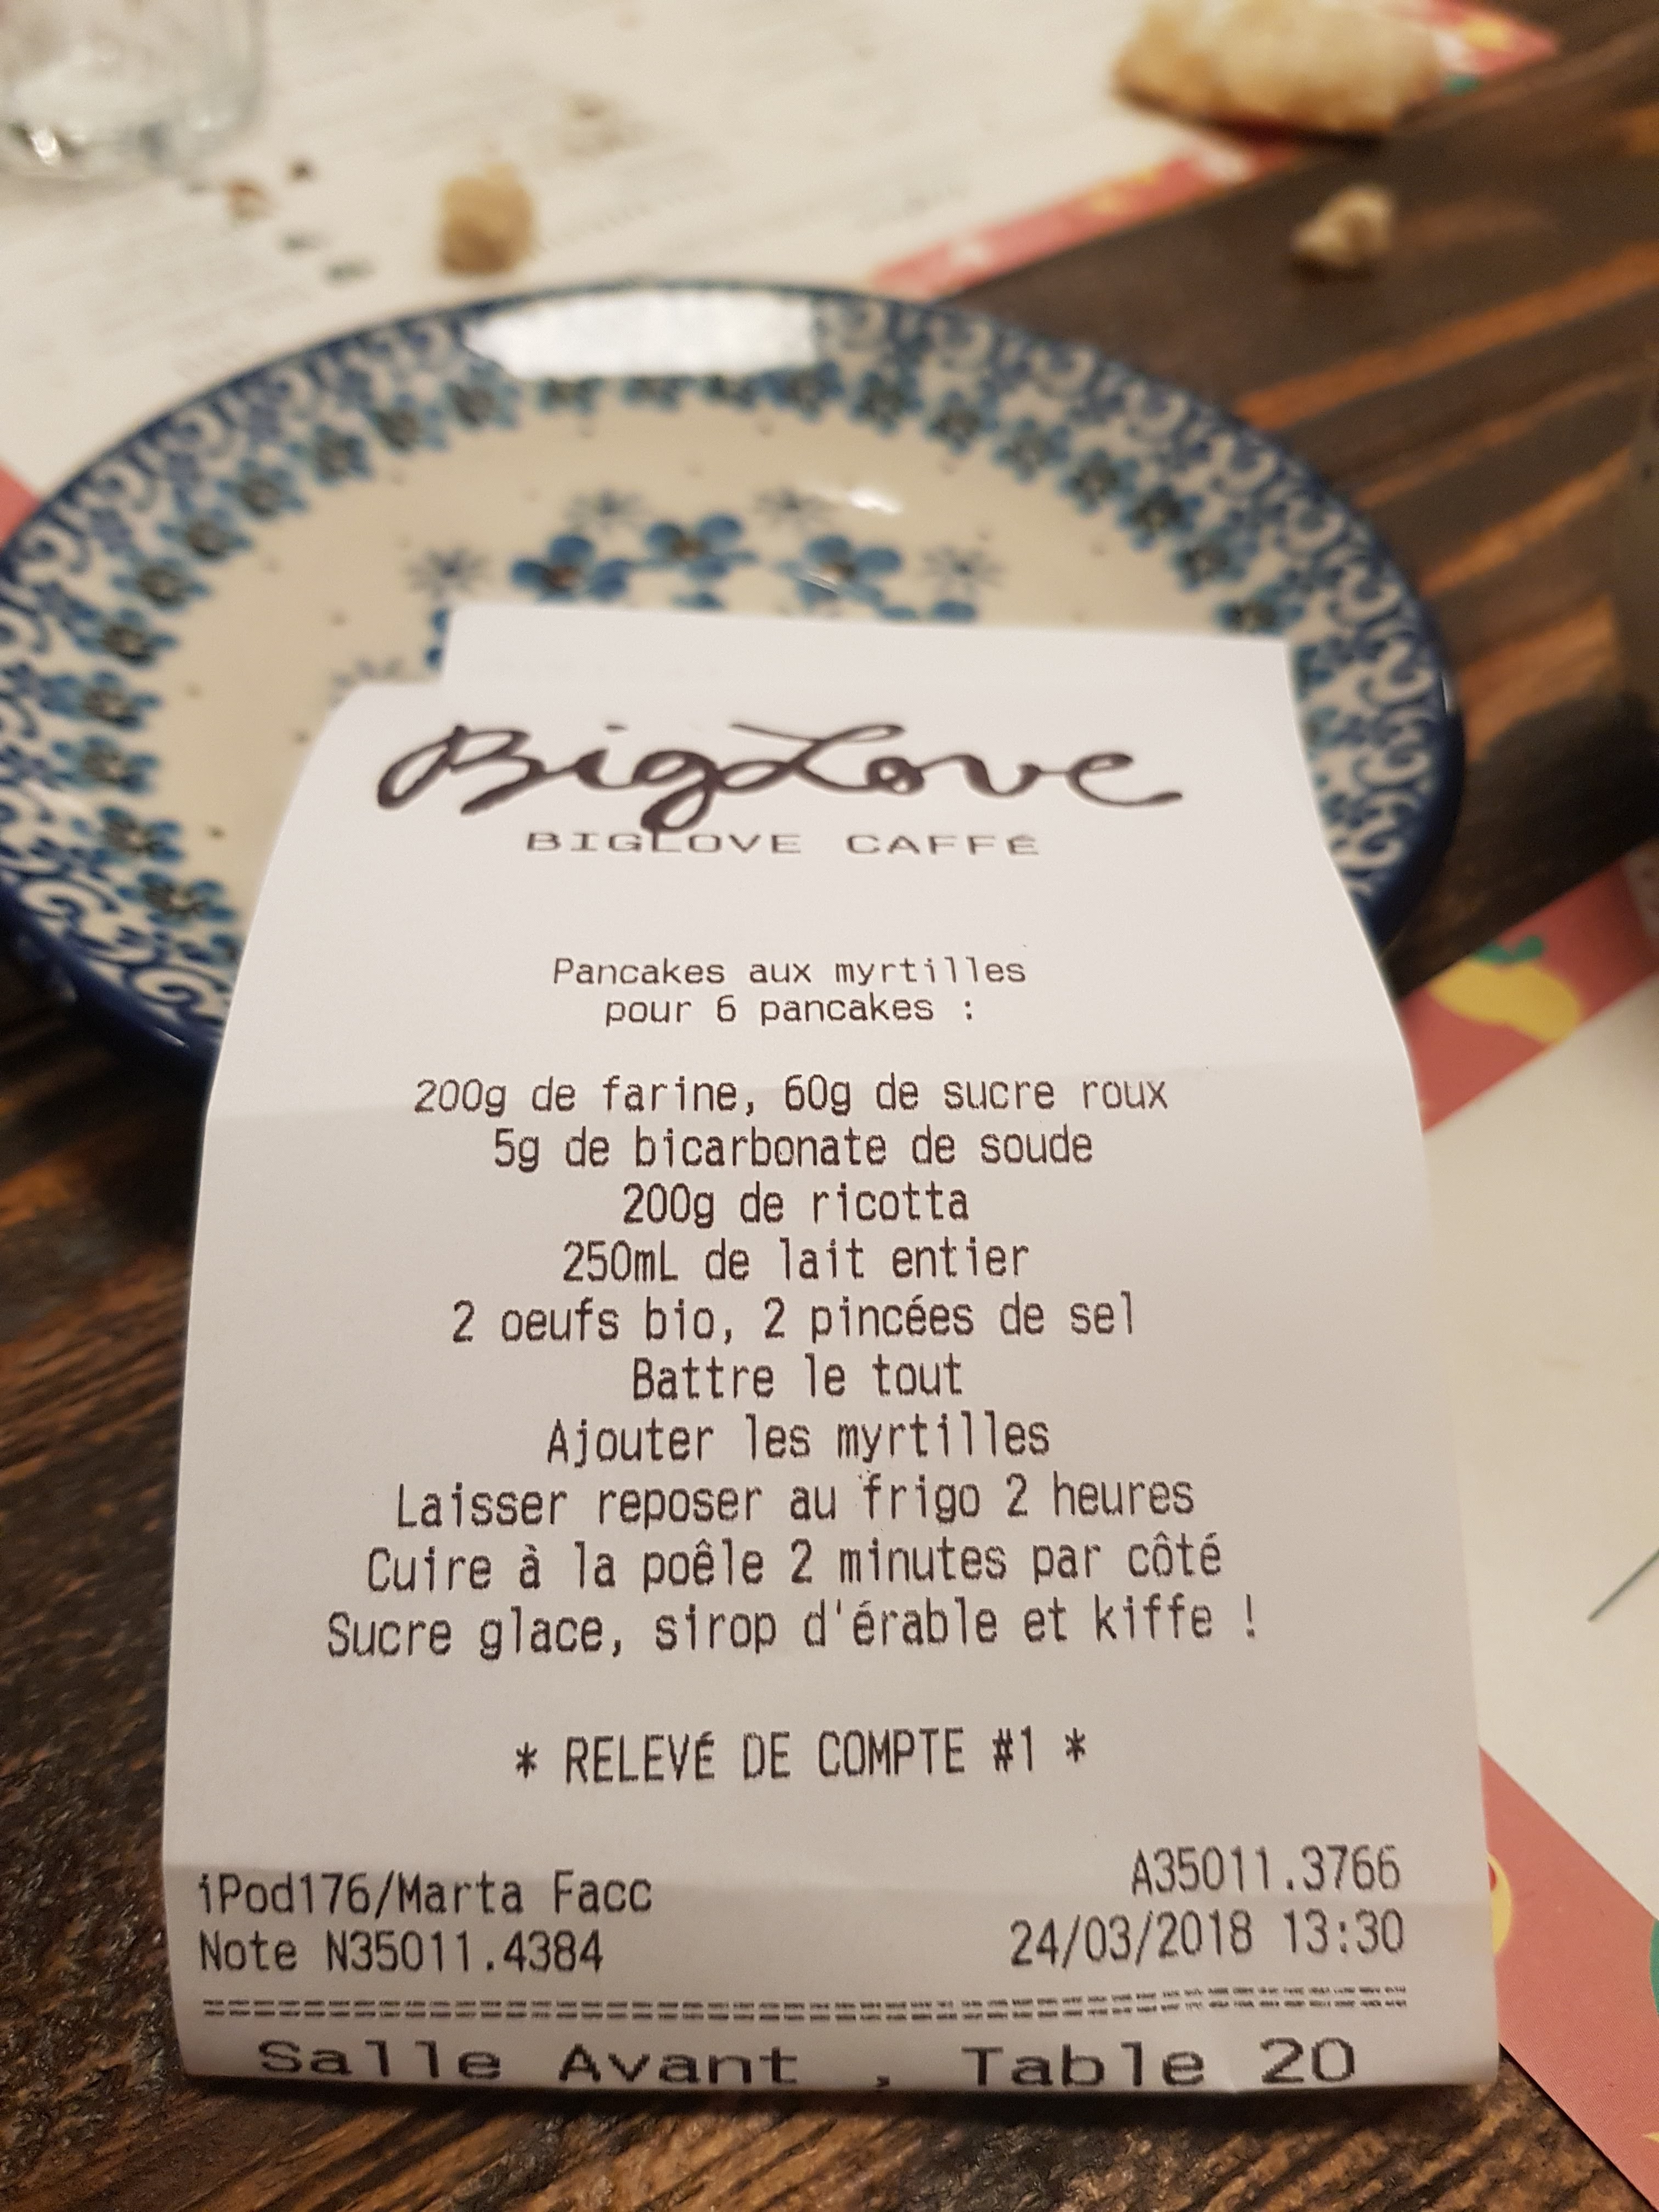 BigLove
BIGLOVE CAFFÉ
Pancakes aux myrtilles
pour 6 pancakes :
200g de farine, 60g de sucre roux
5g de bicarbonate de soude
200g de ricotta
250mL de lait entier
2 oeufs bio, 2 pincées de sel
Battre le tout
Ajouter les myrtilles
Laisser reposer au frigo 2 heures
Cuire à la poêle 2 minutes par côté
Sucre glace, sirop d'érable et kiffe !
* RELEVÉ DE COMPTE #1 *
A35011.3766
iPod176/Marta Facc
Note N35011.4384 24/03/2018 13:30
Salle Avant , Table 20